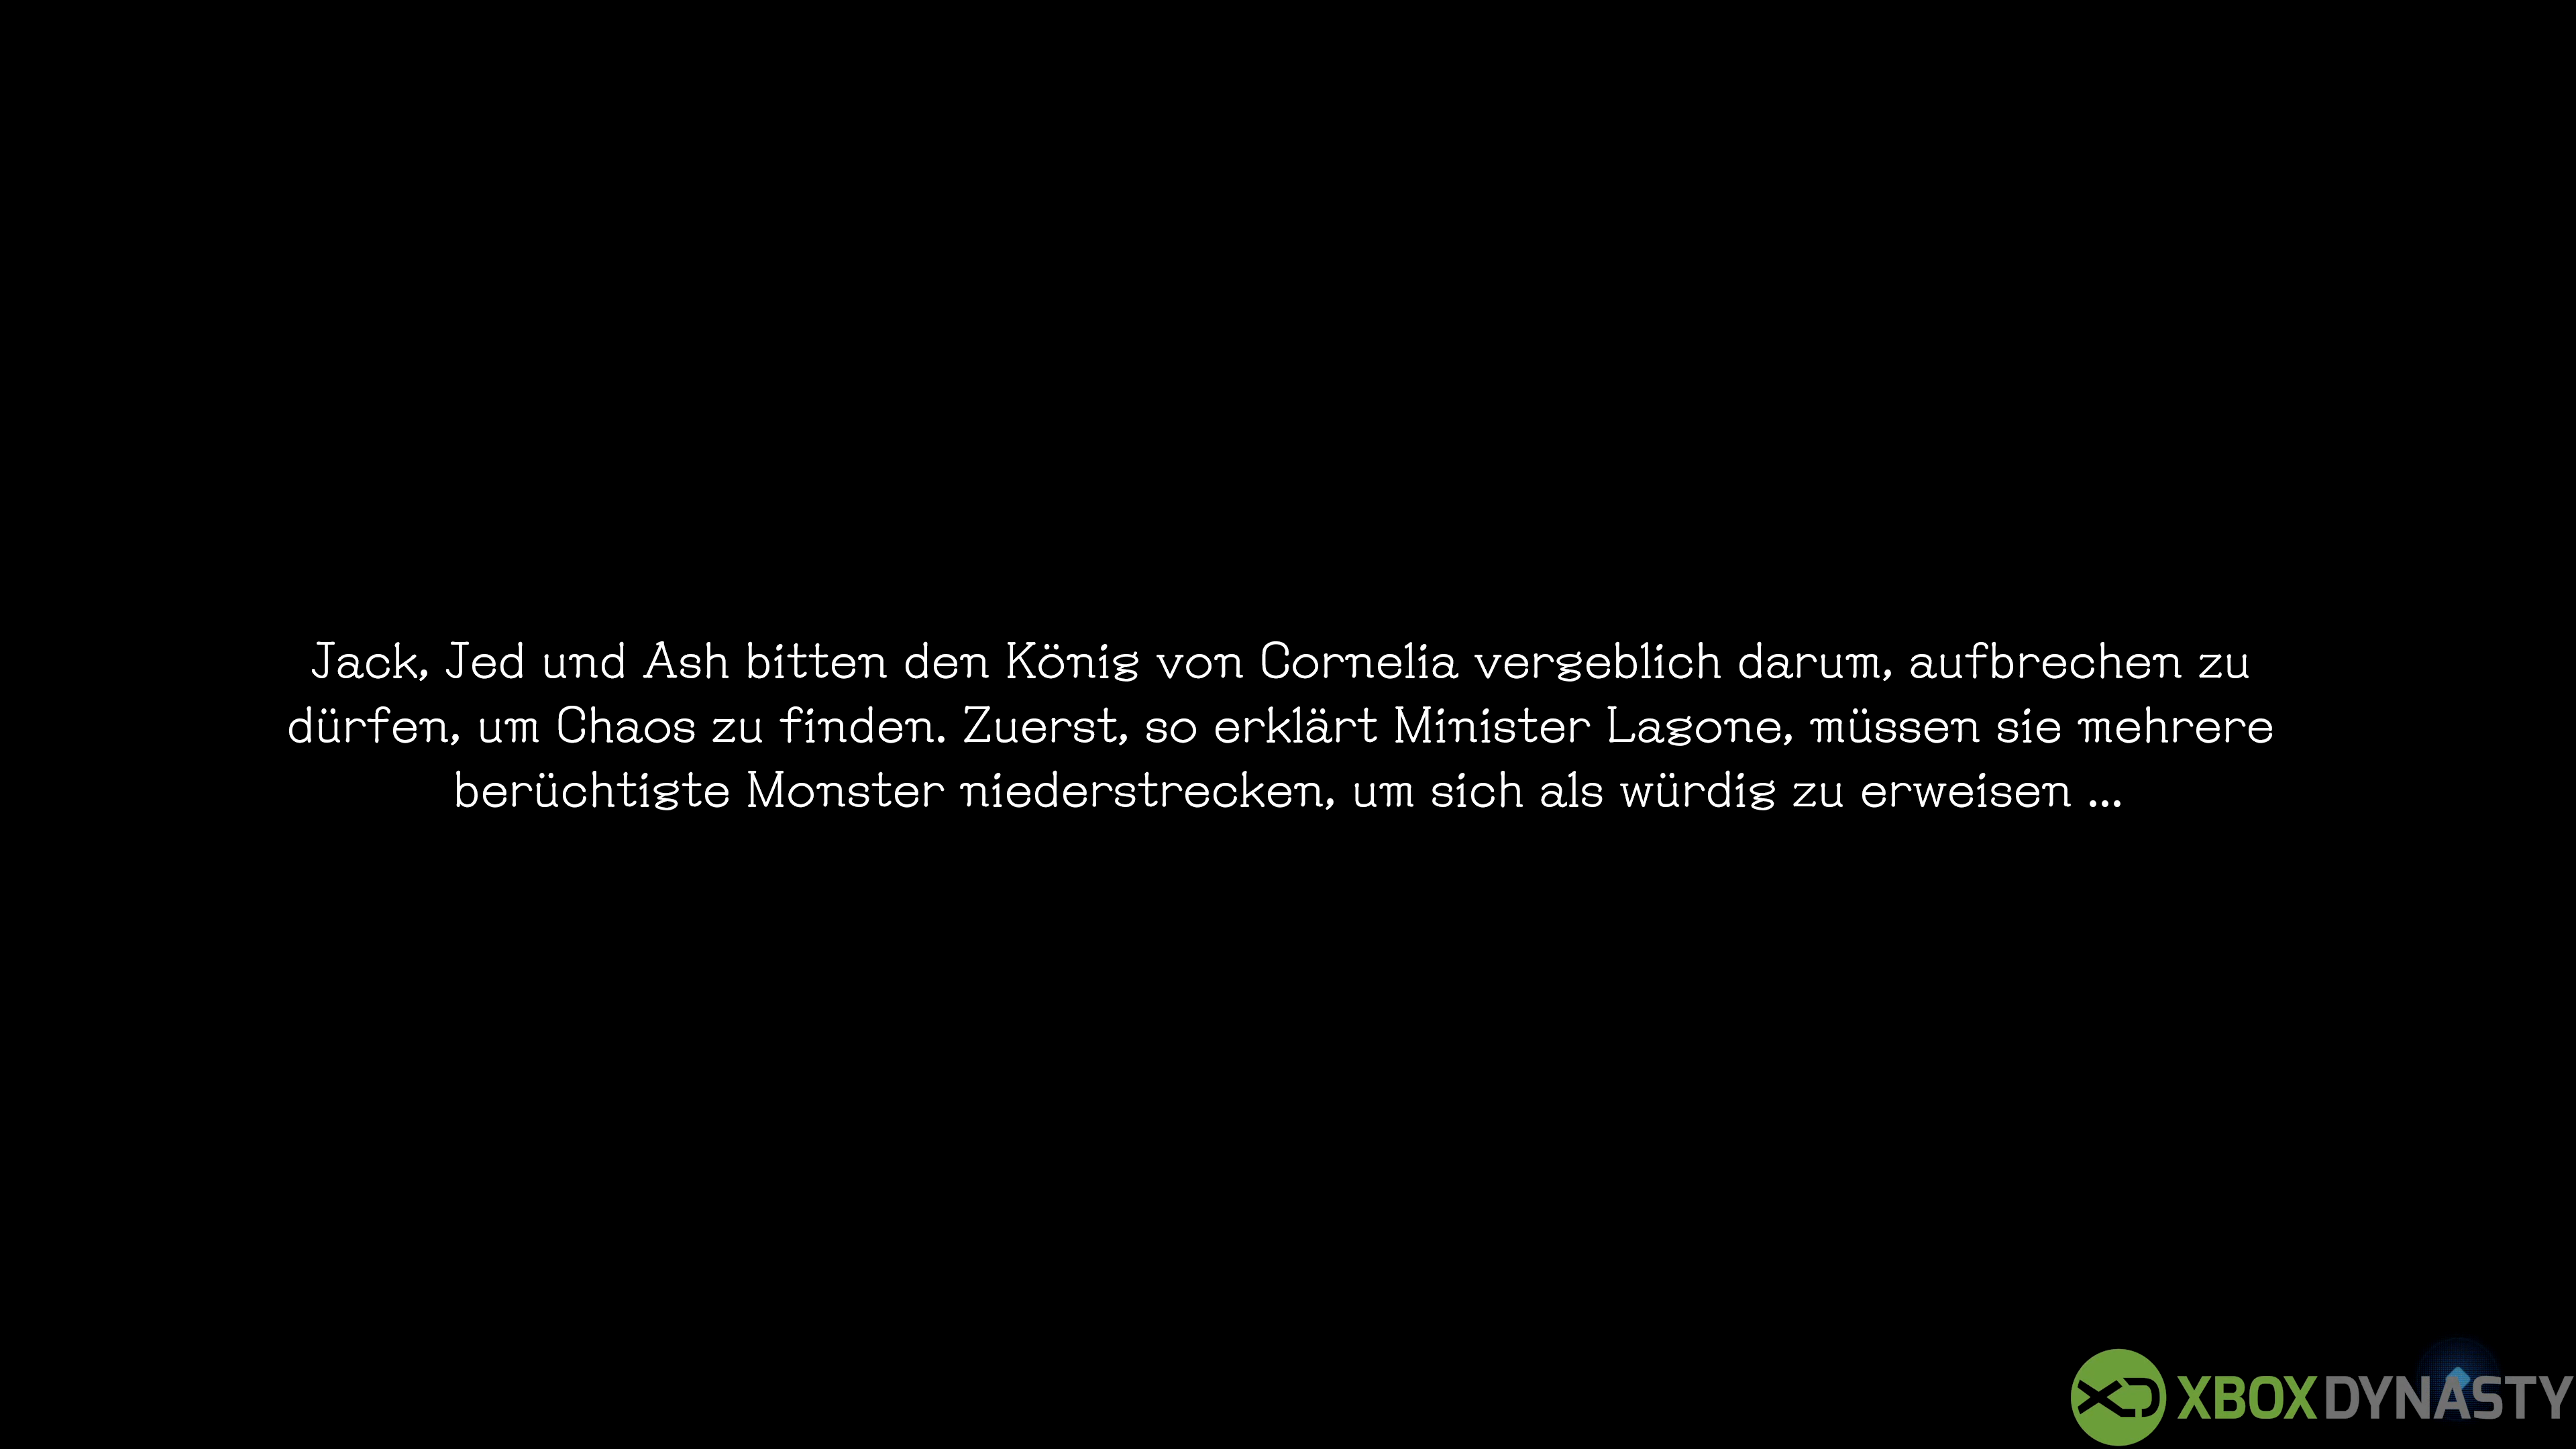 Jack, Jed und Ash bitten den König von Cornelia vergeblich darum, aufbrechen zu
dürfen, um Chaos zu finden. Zuerst, so erklärt Minister Lagone, müssen sie mehrere
berüchtigte Monster niederstrecken, um sich als würdig zu erweisen ...
XBOXDYNASTY